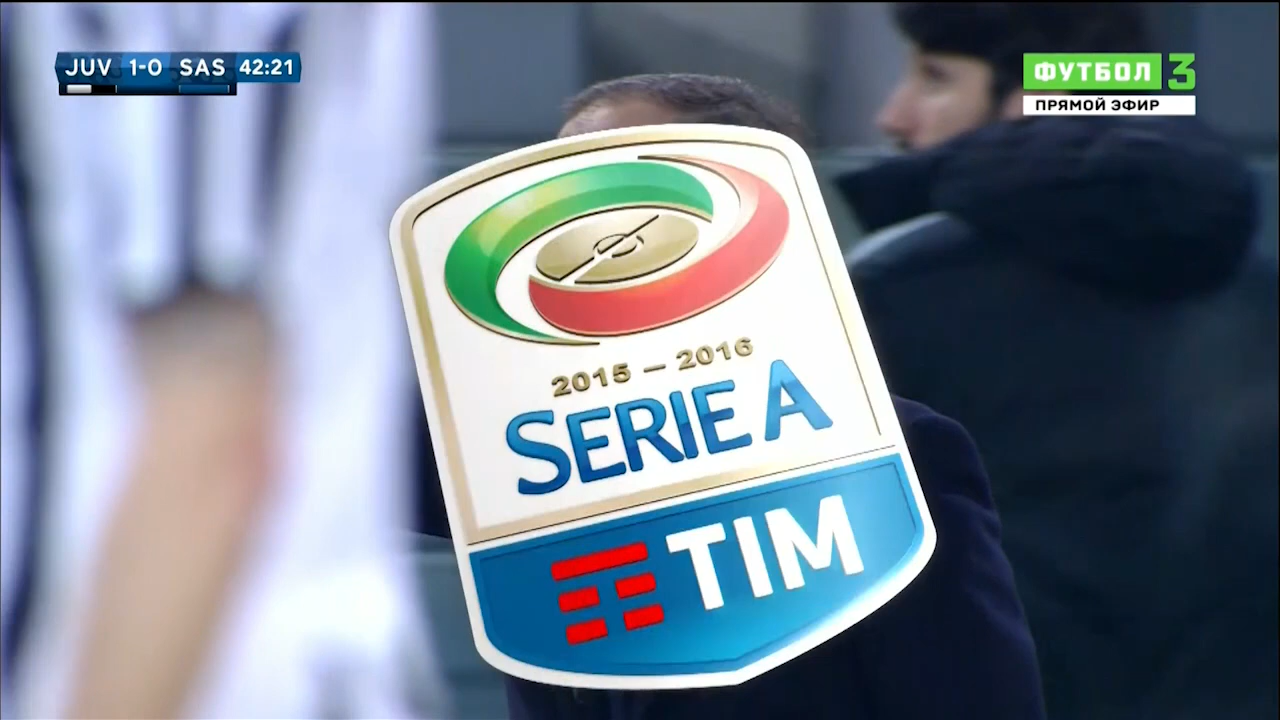 JUV 1-0 SAS 42:21
ФУТБОЛ 3
ПРЯМОЙ ЭФИР
2015 – 2016
SERIE A
TIM